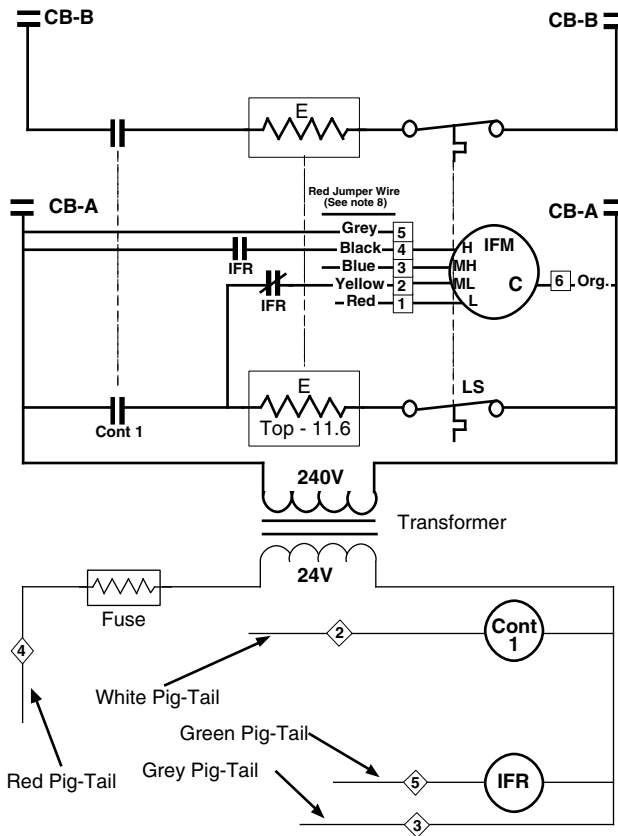 CB-B
CB-B
E
CB-A
CB-A
Red Jumper Wire
(See note 8)
Grey 5
IFR Black 4 H IFM
Blue 3 MH
IFR Yellow 2 ML C 6 Org.
Red 1 L
Cont 1
E
Top - 11.6
LS
240V
Transformer
24V
Fuse
4
2
Cont
1
White Pig-Tail
Green Pig-Tail
Red Pig-Tail
Grey Pig-Tail
5
IFR
3